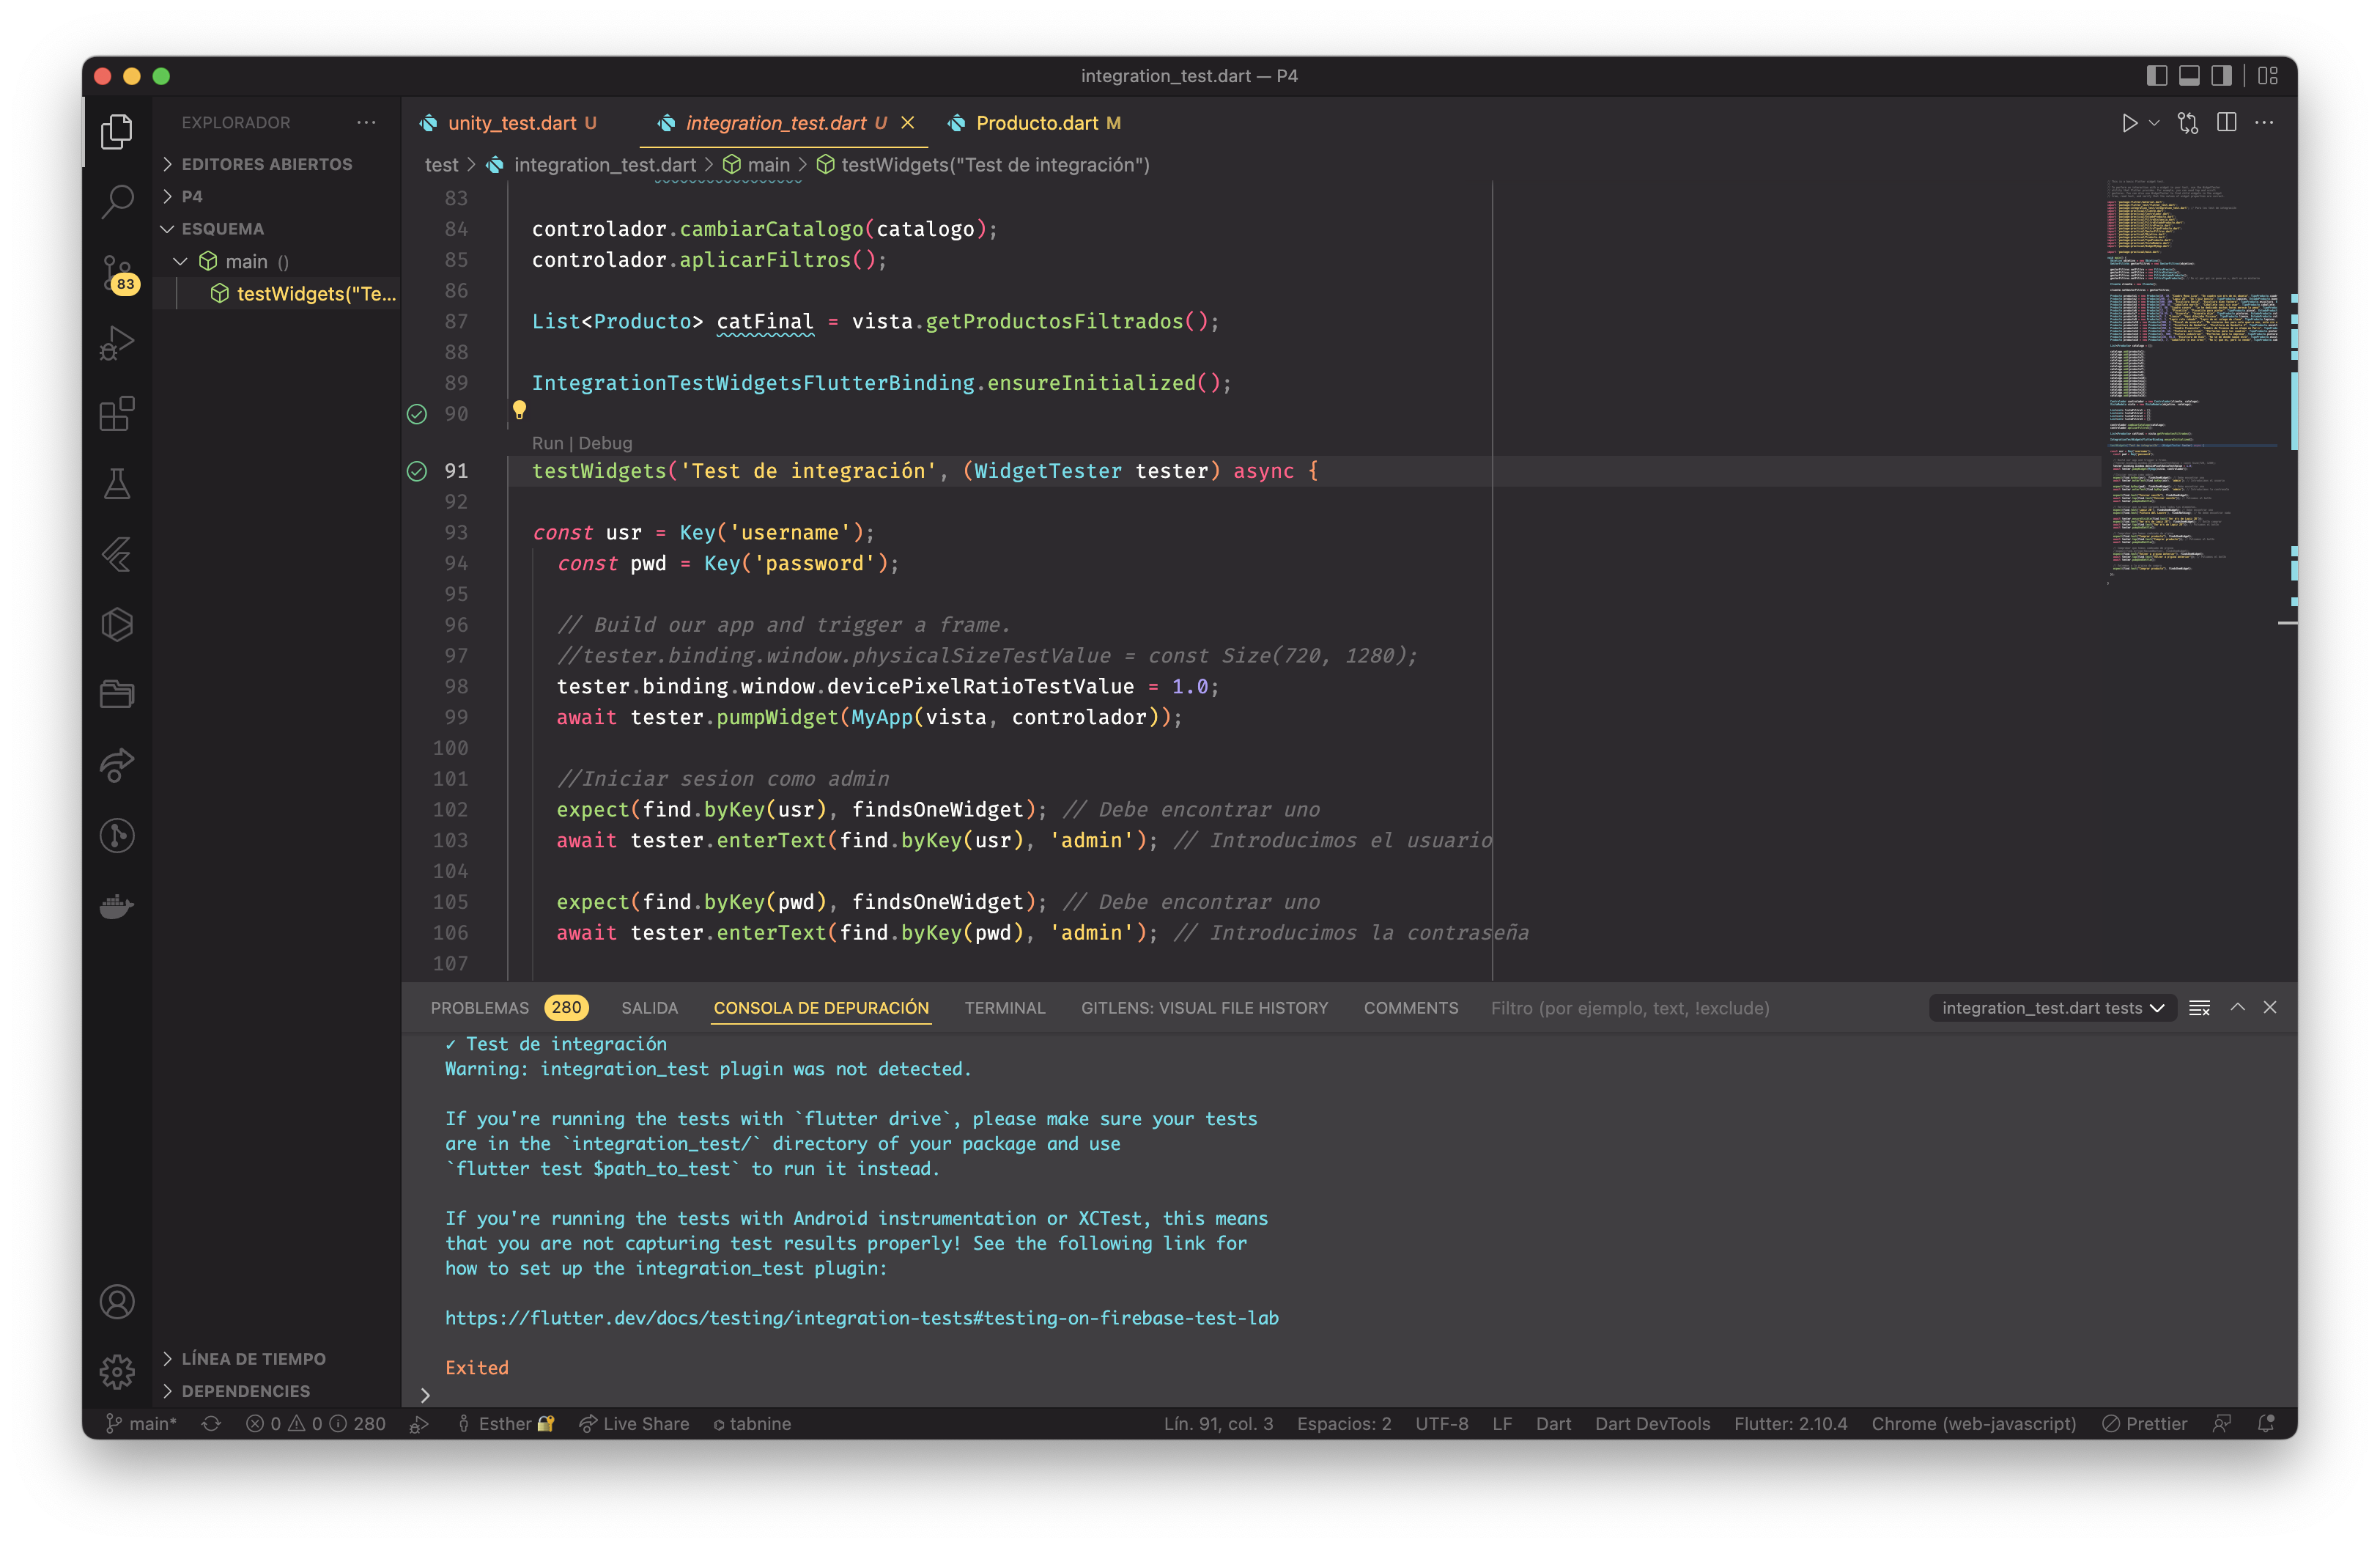 integration_test.dart — P4
EXPLORADOR
EDITORES ABIERTOS
P4
ESQUEMA
main ()
testWidgets("Te...
83
LÍNEA DE TIEMPO
DEPENDENCIES
unity_test.dart U
integration_test.dart U
Producto.dart M
test > integration_test.dart > main > testWidgets("Test de integración")
83
84 controlador.cambiarCatalogo(catalogo);
85 controlador.aplicarFiltros();
86
87 List<Producto> catFinal = vista.getProductosFiltrados();
88
89 IntegrationTestWidgetsFlutterBinding.ensureInitialized();
90
Run | Debug
91 testWidgets('Test de integración', (WidgetTester tester) async {
92
93 const usr = Key('username');
94 const pwd = Key('password');
95
96 // Build our app and trigger a frame.
97 //tester.binding.window.physicalSizeTestValue = const Size(720, 1280);
98 tester.binding.window.devicePixelRatioTestValue = 1.0;
99 await tester.pumpWidget(MyApp(vista, controlador));
100
101 //Iniciar sesion como admin
102 expect(find.byKey(usr), findsOneWidget); // Debe encontrar uno
103 await tester.enterText(find.byKey(usr), 'admin'); // Introducimos el usuario
104
105 expect(find.byKey(pwd), findsOneWidget); // Debe encontrar uno
106 await tester.enterText(find.byKey(pwd), 'admin'); // Introducimos la contraseña
107
PROBLEMAS 280 SALIDA CONSOLA DE DEPURACIÓN TERMINAL GITLENS: VISUAL FILE HISTORY COMMENTS Filtro (por ejemplo, text, !exclude) integration_test.dart tests
✓ Test de integración
Warning: integration_test plugin was not detected.
If you're running the tests with `flutter drive`, please make sure your tests
are in the `integration_test/` directory of your package and use
`flutter test $path_to_test` to run it instead.
If you're running the tests with Android instrumentation or XCTest, this means
that you are not capturing test results properly! See the following link for
how to set up the integration_test plugin:
https://flutter.dev/docs/testing/integration-tests#testing-on-firebase-test-lab
Exited
main* 0 0 280 Esther Live Share tabnine Lín. 91, col. 3 Espacios: 2 UTF-8 LF Dart Dart DevTools Flutter: 2.10.4 Chrome (web-javascript) Prettier